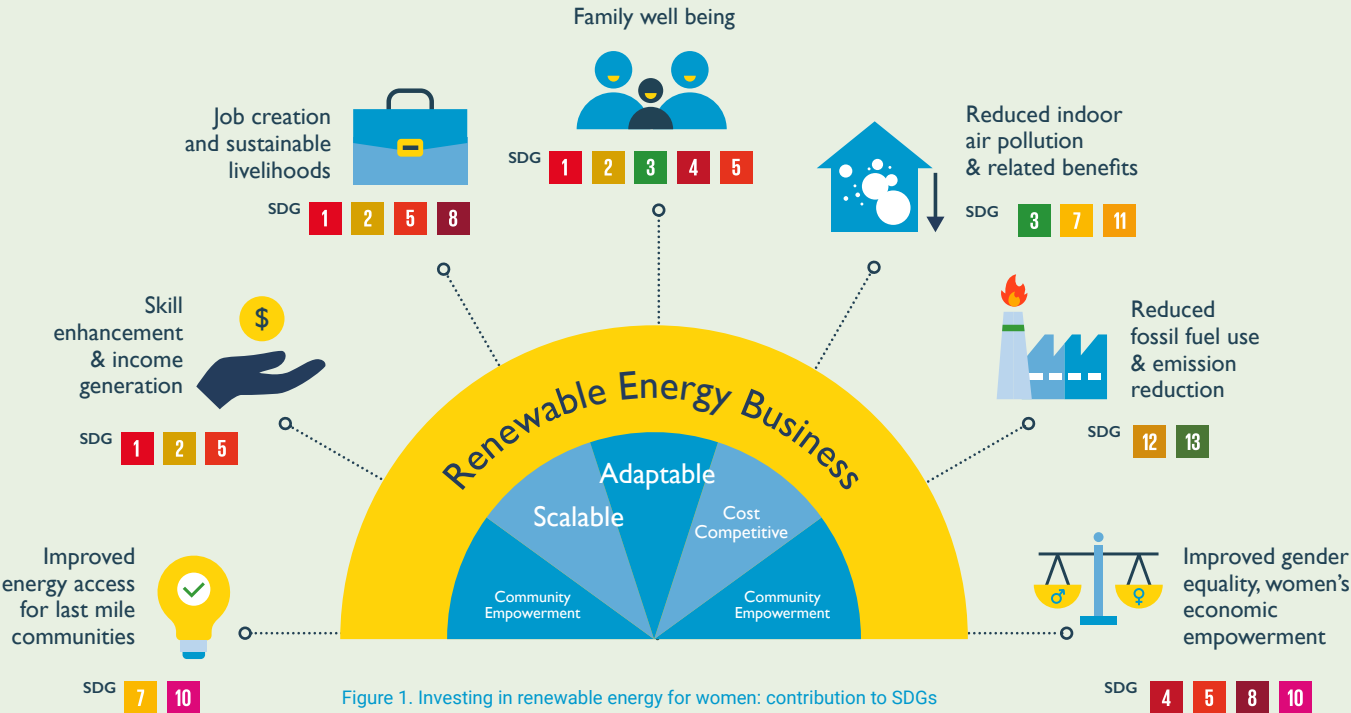 Family well being
SDG 1 2 3 4 5
Job creation
and sustainable
livelihoods
SDG 1 2 5 8
Reduced indoor
air pollution
& related benefits
SDG 3 7 11
Skill
enhancement
& income
generation
$
SDG 1 2 5
Reduced
fossil fuel use
& emission
reduction
SDG 12 13
Renewable Energy Business
Adaptable
Scalable
Cost
Competitive
Community
Empowerment
Community
Empowerment
Improved
energy access
for last mile
communities
SDG 7 10
Improved gender
equality, women’s
economic
empowerment
♂ ♀
SDG 4 5 8 10
Figure 1. Investing in renewable energy for women: contribution to SDGs